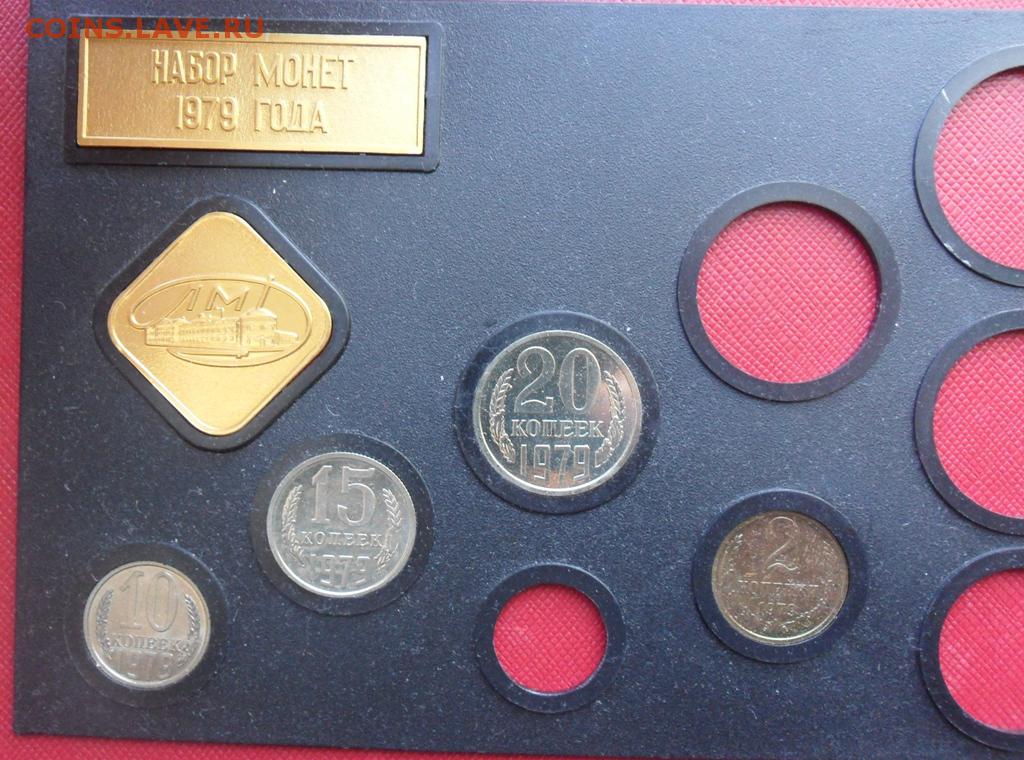 COINS.LAVE.RU
НАБОР МОНЕТ
1979 ГОДА
ЛМД
20
КОПЕЕК
1979
15
КОПЕЕК
1979
2
КОПЕЙКИ
1979
10
КОПЕЕК
1979